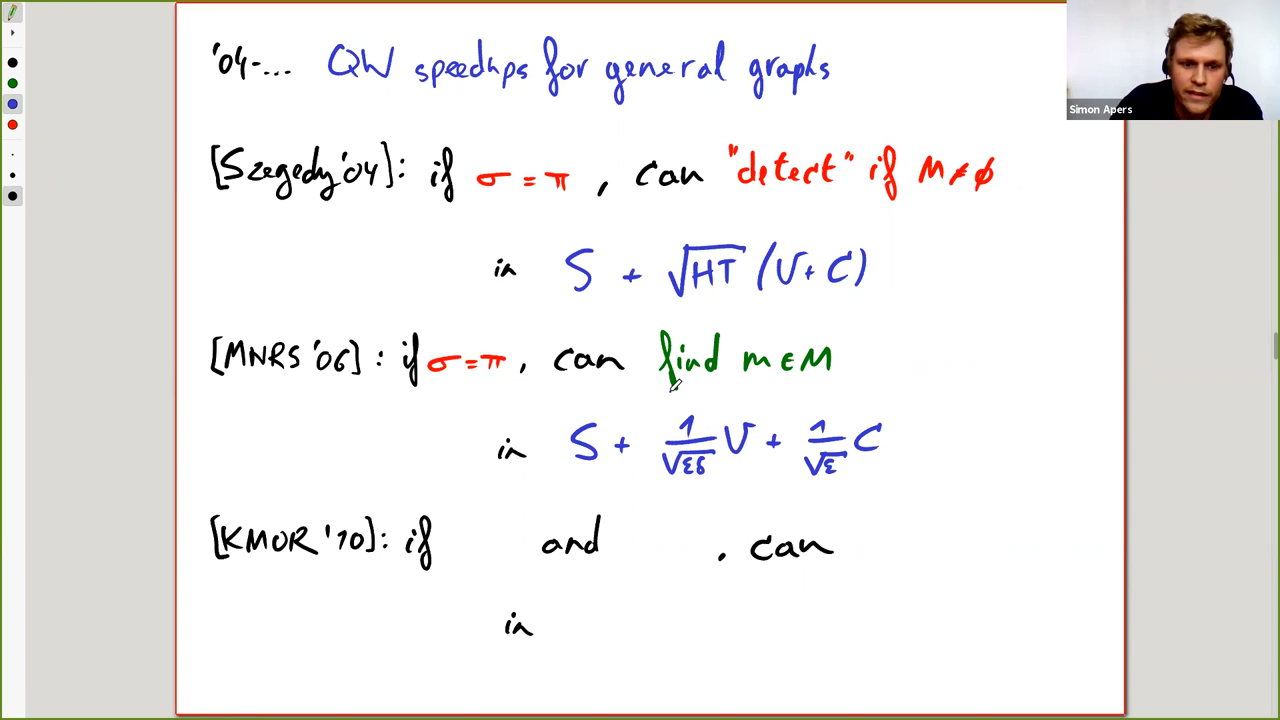 '04-... QW speedups for general graphs
Simon Apers
[Szegedy '04]: if σ = π, can "detect" if M ≠ ∅
in S + √HT (U + C)
[MNRS '06]: if σ = π, can find m ∈ M
in S + 1/√εδ U + 1/√ε C
[KMOR '10]: if and , can
in